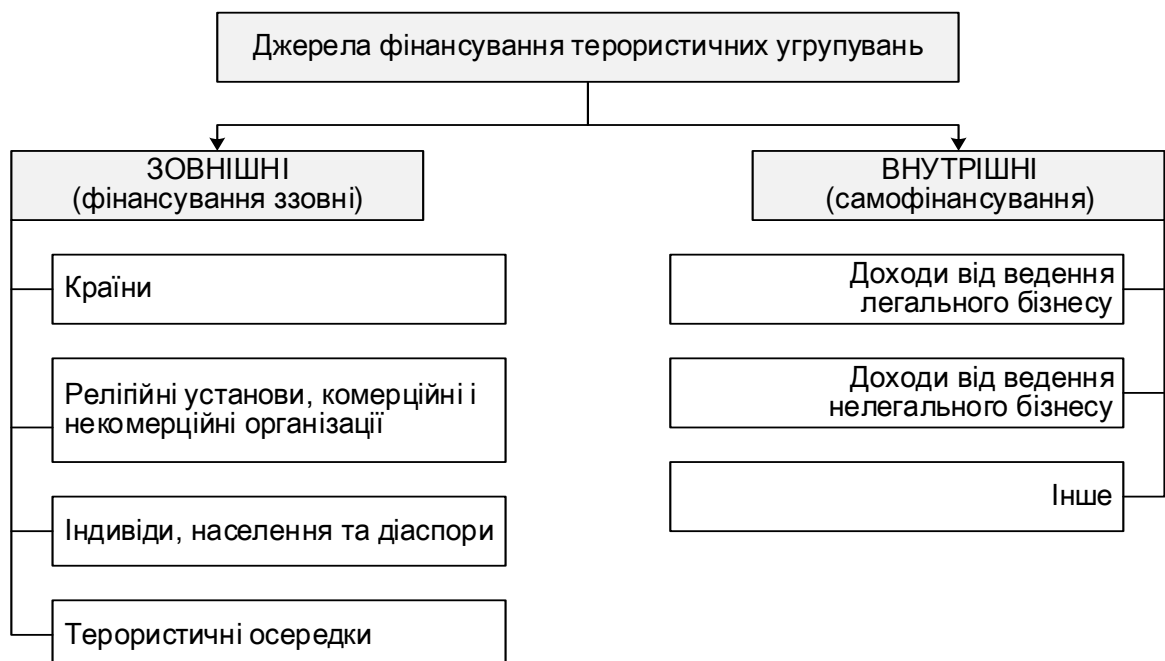 Джерела фінансування терористичних угрупувань
ЗОВНІШНІ
(фінансування ззовні)
Країни
Релігійні установи, комерційні і
некомерційні організації
Індивіди, населення та діаспори
Терористичні осередки
ВНУТРІШНІ
(самофінансування)
Доходи від ведення
легального бізнесу
Доходи від ведення
нелегального бізнесу
Інше